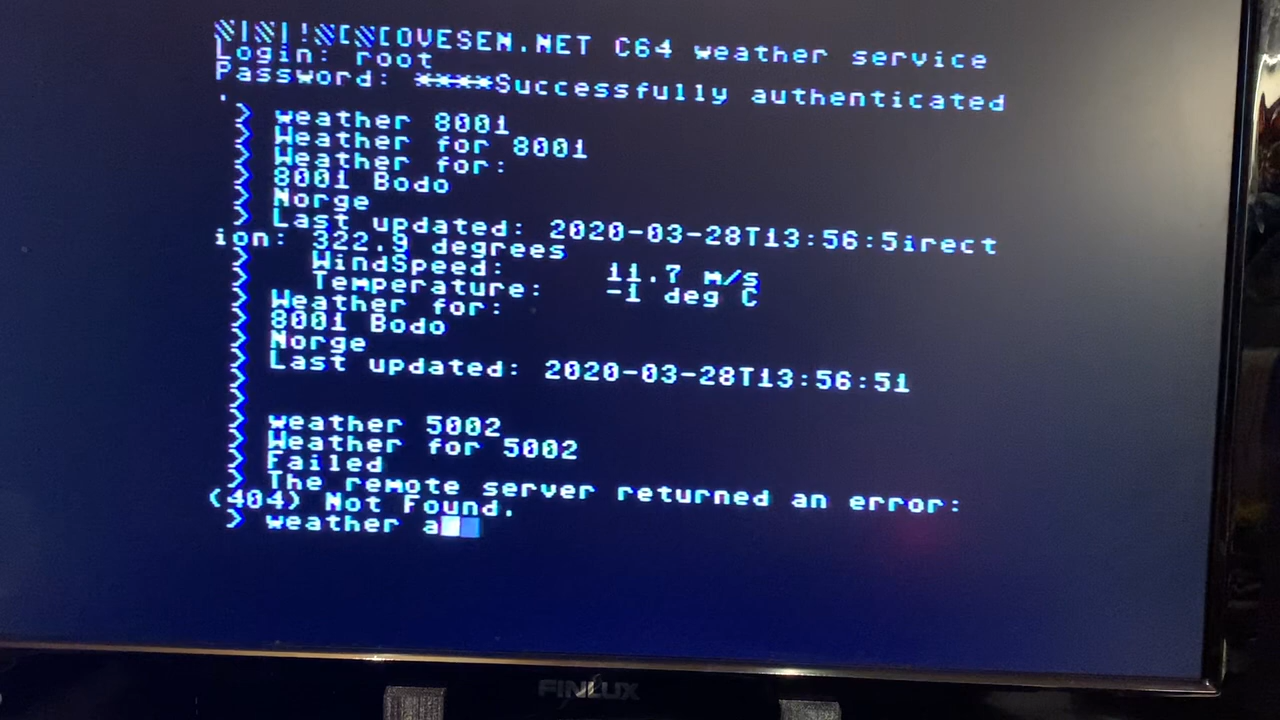 OVESEN.NET C64 weather service
Login: root
Password: ****Successfully authenticated
'
> weather 8001
> Weather for 8001
> Weather for:
> 8001 Bodo
> Norge
> Last updated: 2020-03-28T13:56:5irect
ion: 322.9 degrees
> WindSpeed: 11.7 m/s
> Temperature: -1 deg C
> Weather for:
> 8001 Bodo
> Norge
> Last updated: 2020-03-28T13:56:51
>
>
> weather 5002
> Weather for 5002
> Failed
> The remote server returned an error:
(404) Not Found.
> weather a
FINLUX